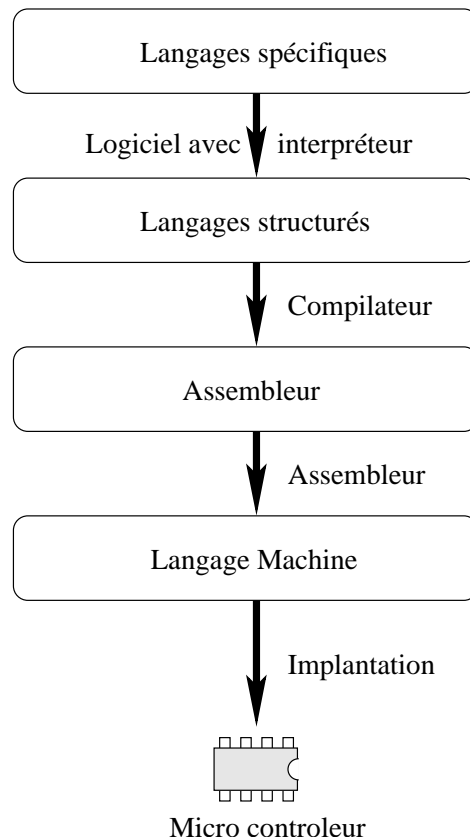 Langages spécifiques
Logiciel avec interpréteur
Langages structurés
Compilateur
Assembleur
Assembleur
Langage Machine
Implantation
Micro controleur